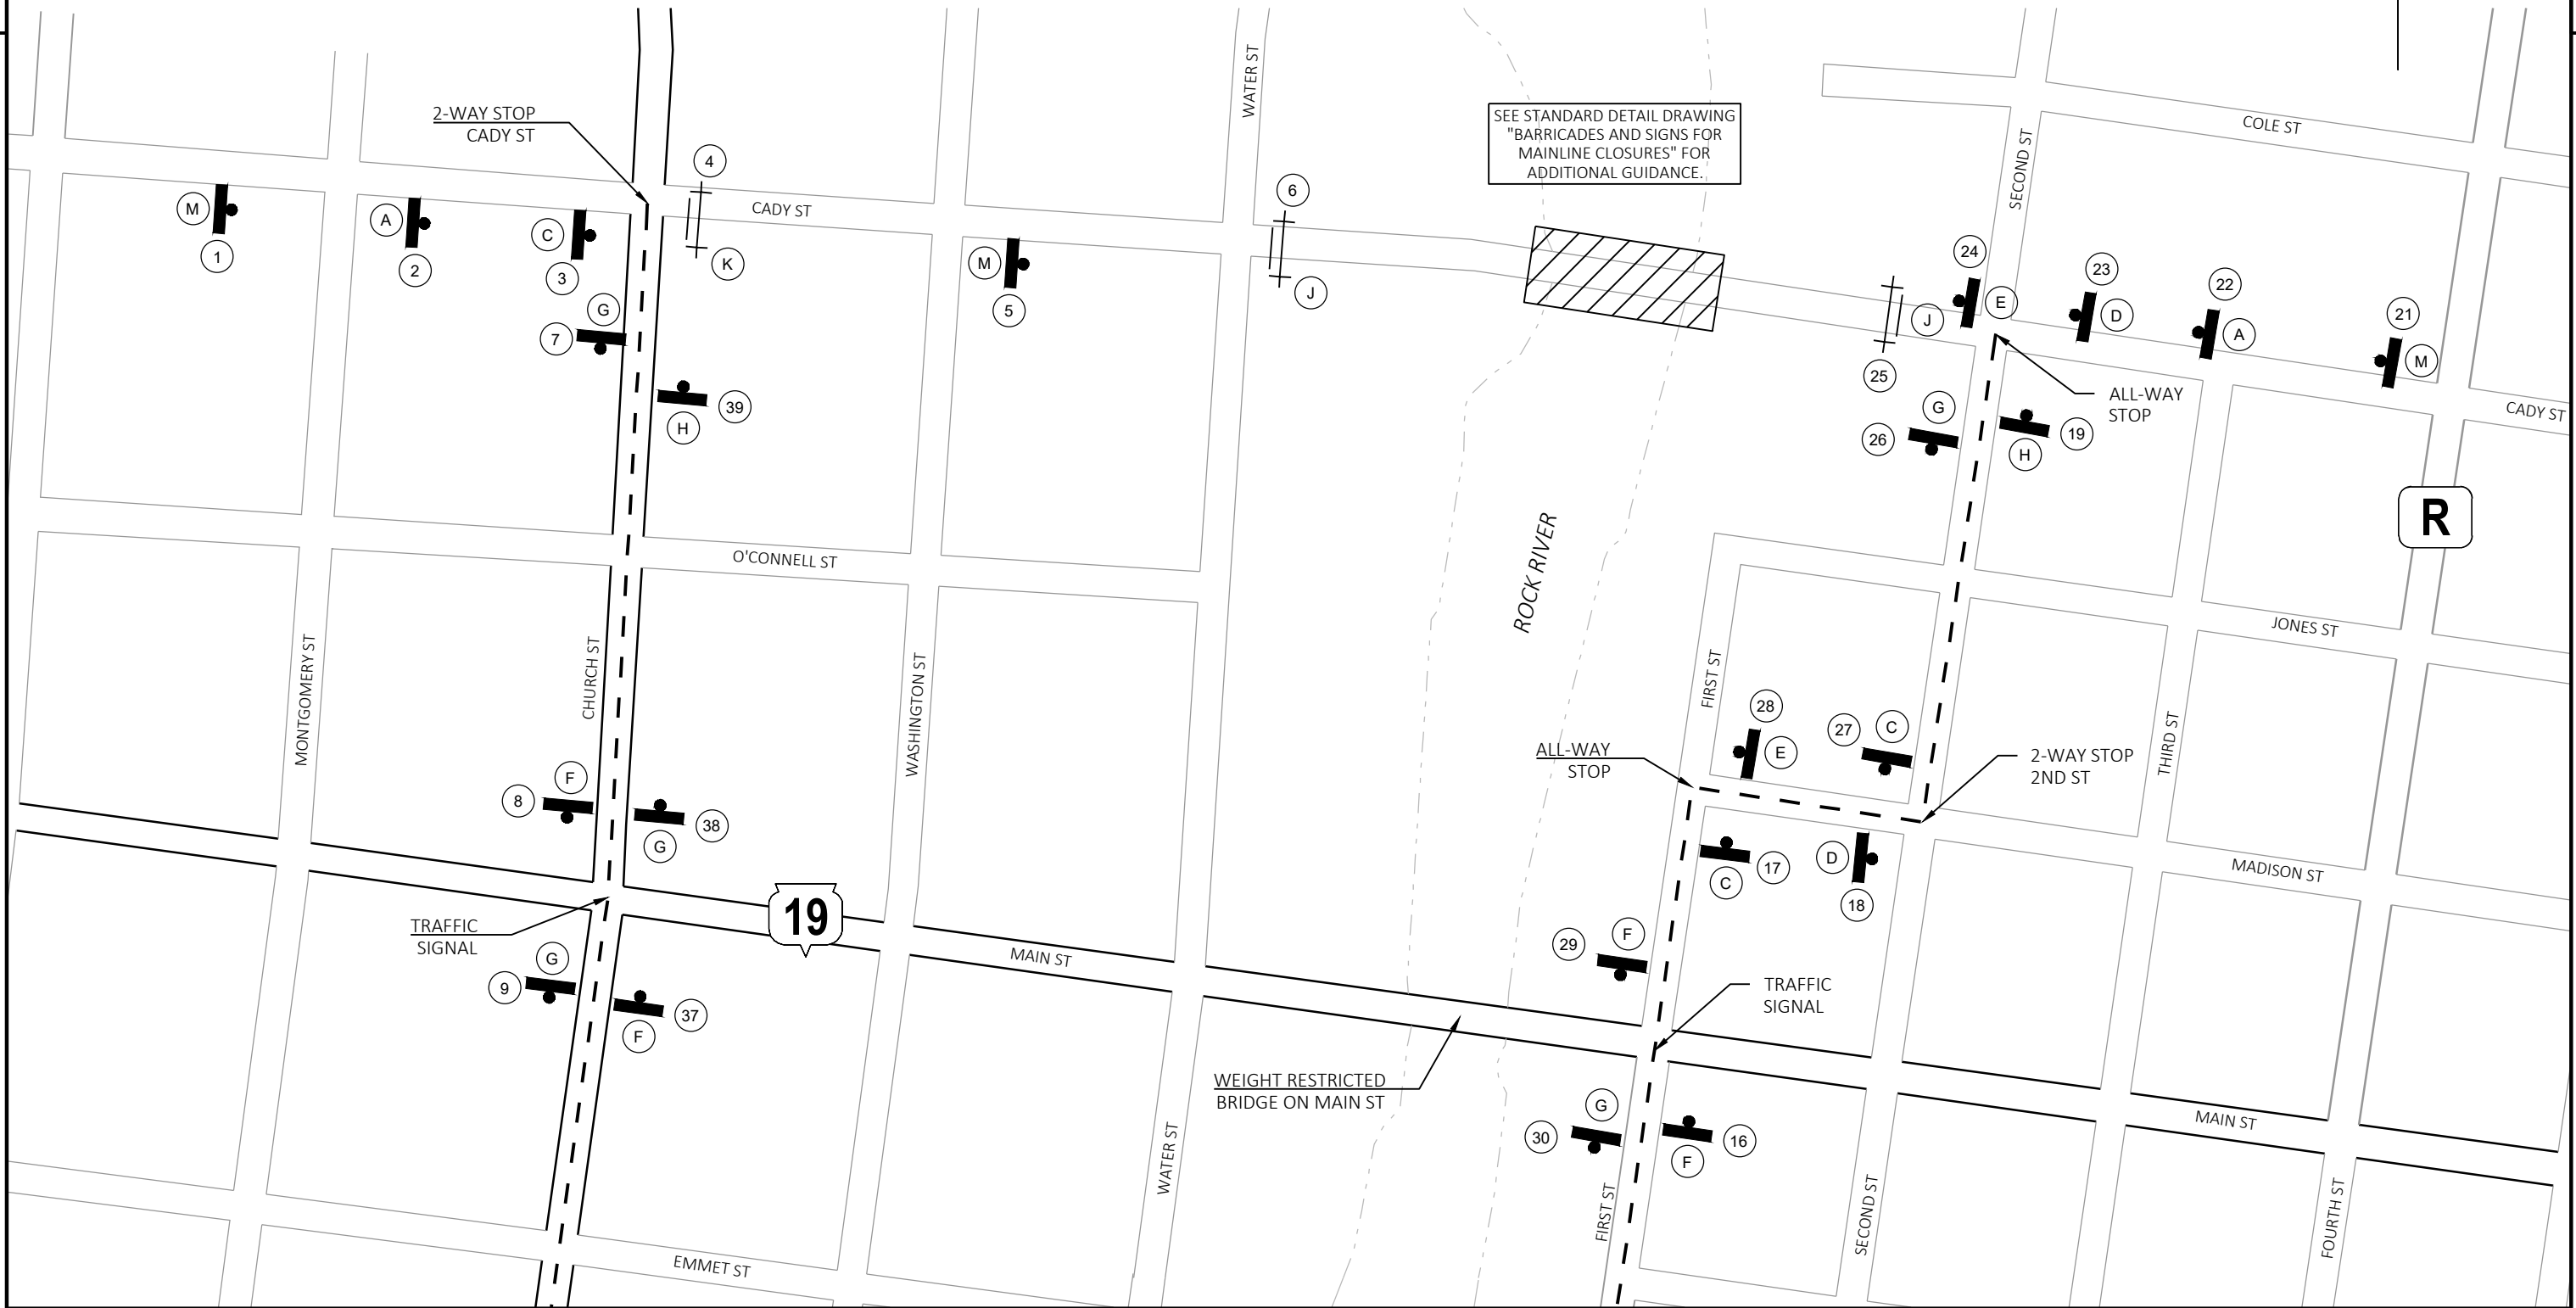 2-WAY STOP
CADY ST
WATER ST
SEE STANDARD DETAIL DRAWING
"BARRICADES AND SIGNS FOR
MAINLINE CLOSURES" FOR
ADDITIONAL GUIDANCE.
SECOND ST
COLE ST
M
1
A
2
C
3
4
K
CADY ST
M
5
6
J
G
7
39
H
24
E
23
D
22
A
21
M
J
25
ALL-WAY
STOP
CADY ST
G
26
19
H
R
O'CONNELL ST
ROCK RIVER
JONES ST
MONTGOMERY ST
CHURCH ST
WASHINGTON ST
FIRST ST
THIRD ST
28
E
27
C
ALL-WAY
STOP
2-WAY STOP
2ND ST
F
8
38
G
17
C
D
18
MADISON ST
19
TRAFFIC
SIGNAL
MAIN ST
F
29
G
9
37
F
TRAFFIC
SIGNAL
WEIGHT RESTRICTED
BRIDGE ON MAIN ST
G
30
16
F
MAIN ST
WATER ST
FIRST ST
SECOND ST
FOURTH ST
EMMET ST